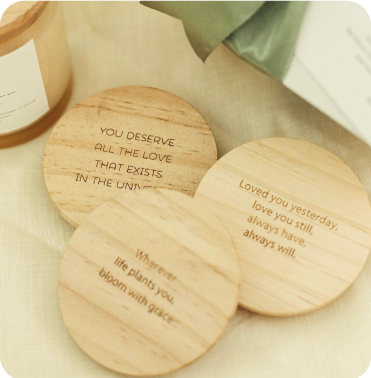 YOU DESERVE
ALL THE LOVE
THAT EXISTS
IN THE
Loved you yesterday,
love you still,
always have,
always will.
Wherever
life plants you,
bloom with grace